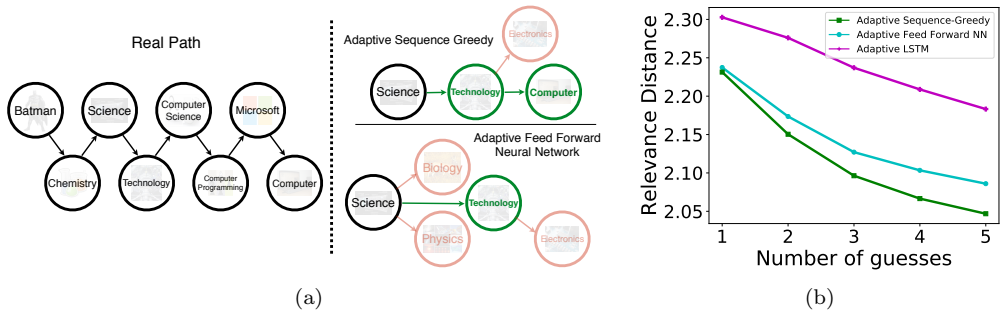 Real Path
Batman
Science
Computer
Science
Microsoft
Chemistry
Technology
Computer
Programming
Computer
Adaptive Sequence Greedy
Electronics
Science
Technology
Computer
Adaptive Feed Forward
Neural Network
Biology
Science
Technology
Physics
Electronics
(a)
Adaptive Sequence-Greedy
Adaptive Feed Forward NN
Adaptive LSTM
Relevance Distance
2.30
2.25
2.20
2.15
2.10
2.05
1 2 3 4 5
Number of guesses
(b)